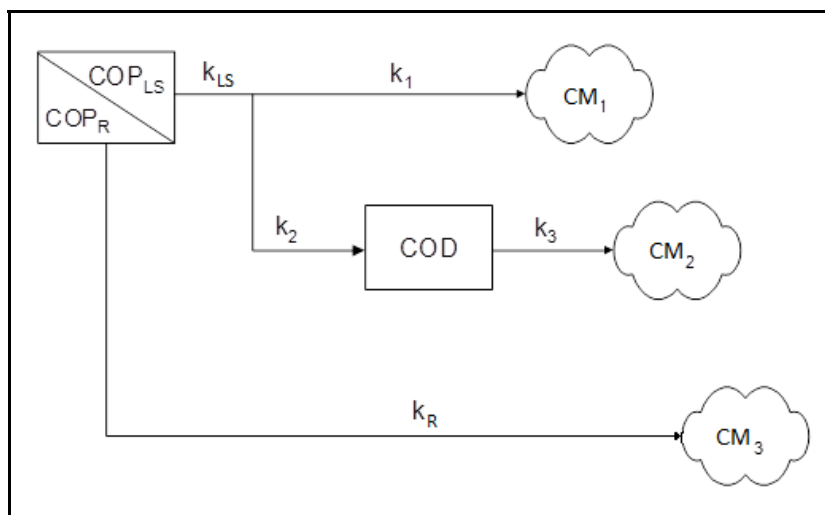 COP_LS
COP_R
k_LS
k_1
CM_1
k_2
COD
k_3
CM_2
k_R
CM_3